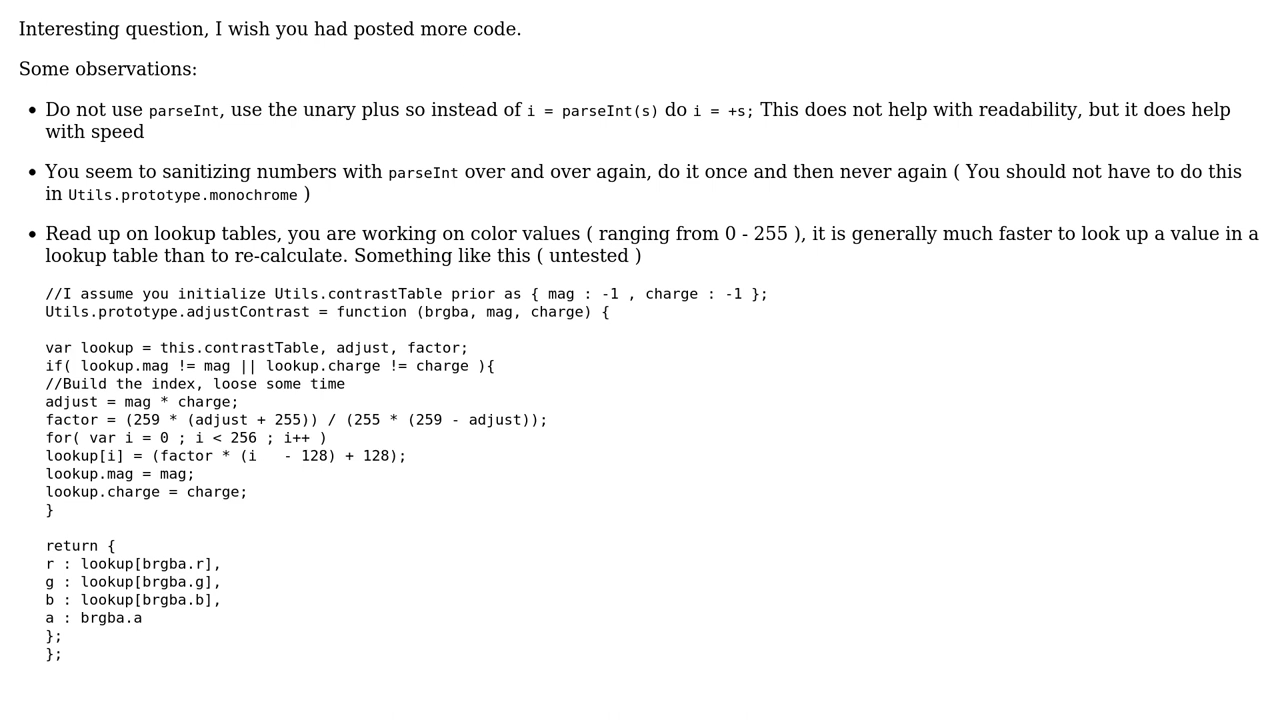 Interesting question, I wish you had posted more code.
Some observations:
• Do not use parseInt, use the unary plus so instead of i = parseInt(s) do i = +s; This does not help with readability, but it does help
with speed
• You seem to sanitizing numbers with parseInt over and over again, do it once and then never again ( You should not have to do this
in Utils.prototype.monochrome )
• Read up on lookup tables, you are working on color values ( ranging from 0 - 255 ), it is generally much faster to look up a value in a
lookup table than to re-calculate. Something like this ( untested )
//I assume you initialize Utils.contrastTable prior as { mag : -1 , charge : -1 };
Utils.prototype.adjustContrast = function (brgba, mag, charge) {
var lookup = this.contrastTable, adjust, factor;
if( lookup.mag != mag || lookup.charge != charge ){
//Build the index, loose some time
adjust = mag * charge;
factor = (259 * (adjust + 255)) / (255 * (259 - adjust));
for( var i = 0 ; i < 256 ; i++ )
lookup[i] = (factor * (i   - 128) + 128);
lookup.mag = mag;
lookup.charge = charge;
}
return {
r : lookup[brgba.r],
g : lookup[brgba.g],
b : lookup[brgba.b],
a : brgba.a
};
};